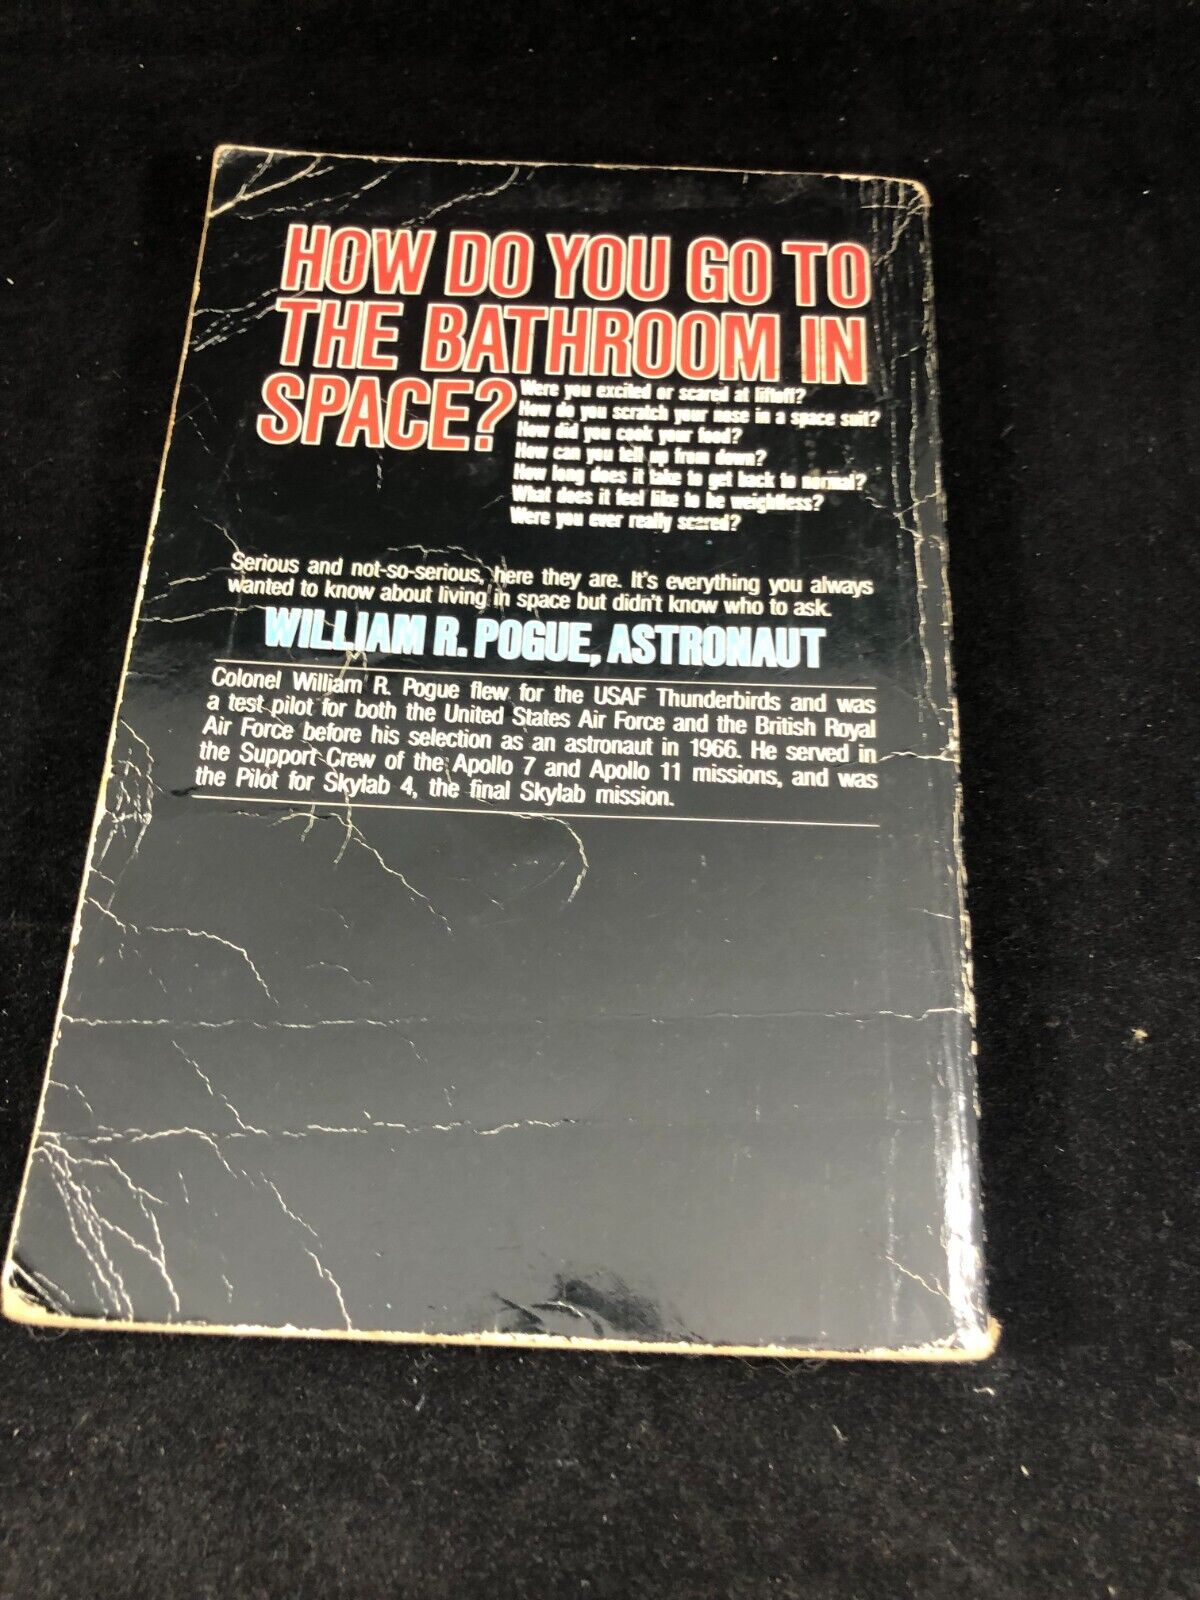 HOW DO YOU GO TO
THE BATHROOM IN
SPACE?
Were you excited or scared at liftoff?
How do you scratch your nose in a space suit?
How did you cook your food?
How can you tell up from down?
How long does it take to get back to normal?
What does it feel like to be weightless?
Were you ever really scared?
Serious and not-so-serious, here they are. It's everything you always
wanted to know about living in space but didn't know who to ask.
WILLIAM R. POGUE, ASTRONAUT
Colonel William R. Pogue flew for the USAF Thunderbirds and was
a test pilot for both the United States Air Force and the British Royal
Air Force before his selection as an astronaut in 1966. He served in
the Support Crew of the Apollo 7 and Apollo 11 missions, and was
the Pilot for Skylab 4, the final Skylab mission.